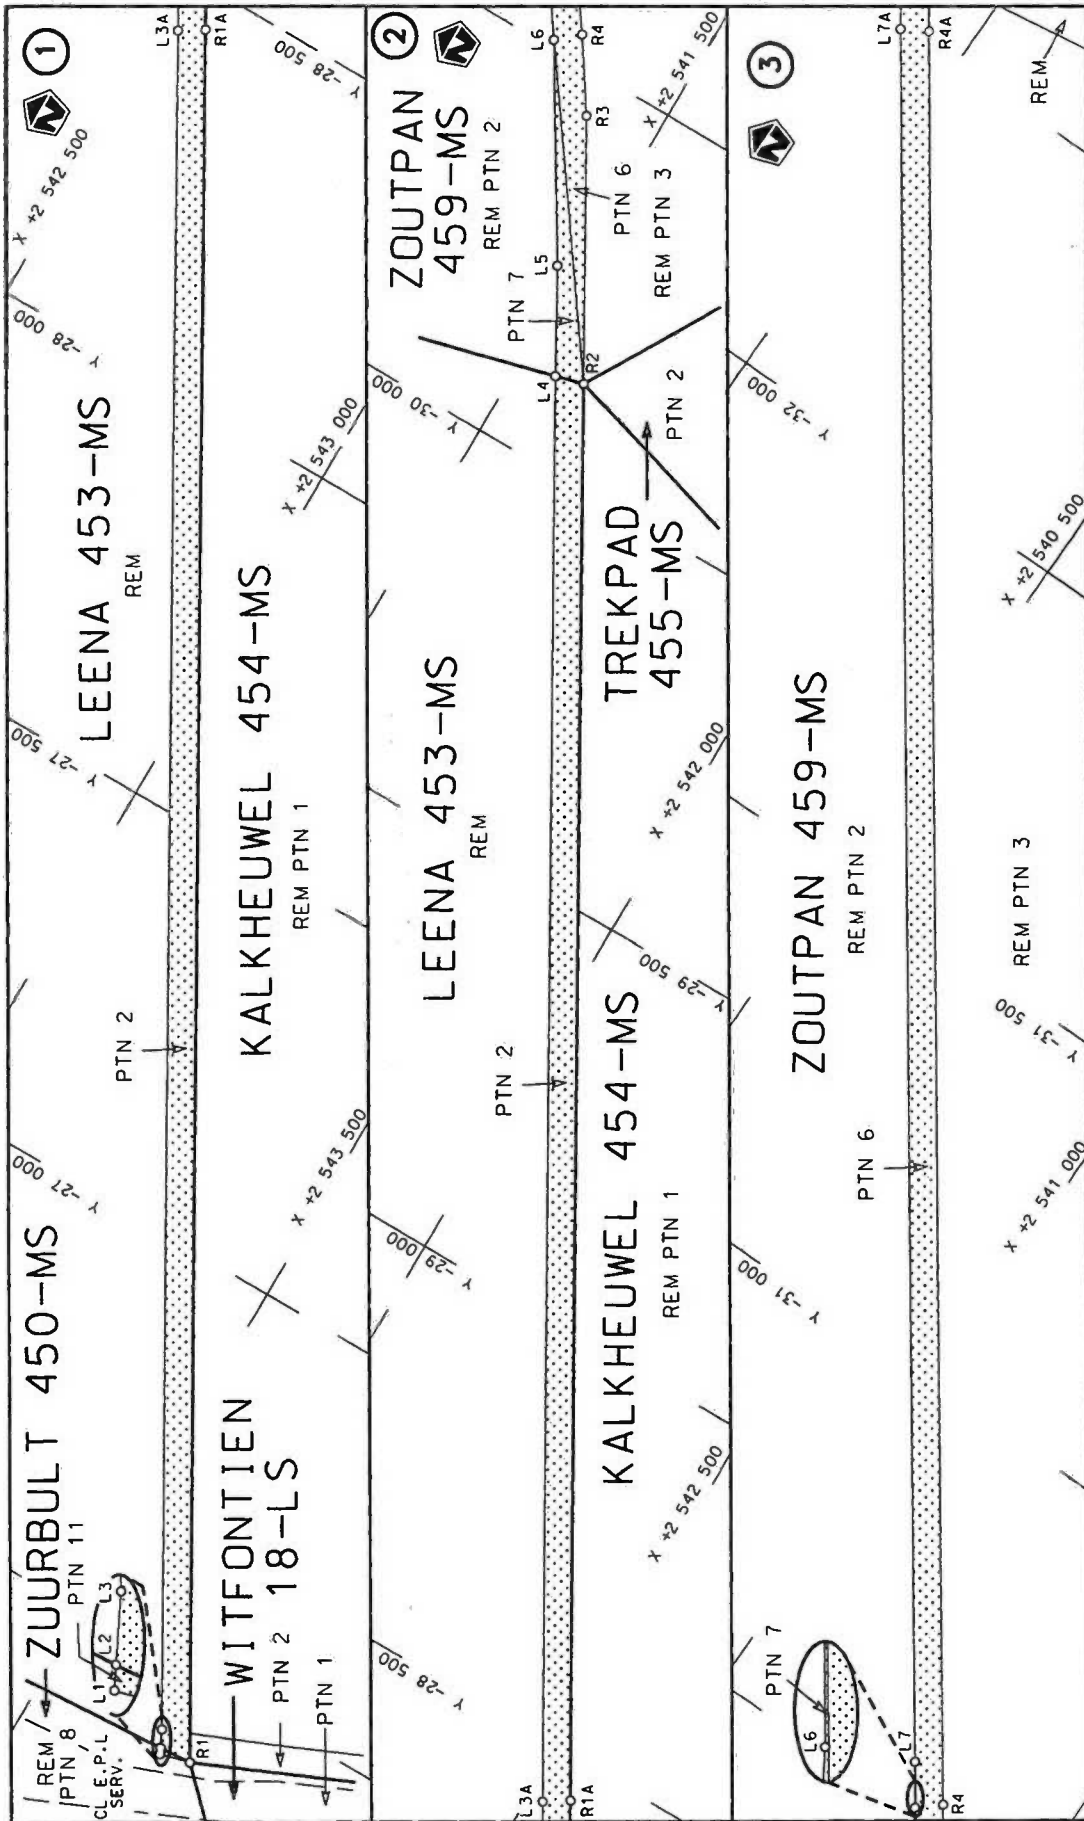 1
N
L3A
R1A
X +2 542 500
Y -28 500
Y -28 000
LEENA 453-MS
REM
X +2 543 000
Y -27 500
KALKHEUWEL 454-MS
REM PTN 1
PTN 2
Y -27 000
X +2 543 500
ZUURBULT 450-MS
PTN 11
L1
L2
L3
REM
PTN 8
CL E.P.L
SERV.
R1
WITFONTIEN
18-LS
PTN 2
PTN 1
2
N
L6
R4
ZOUTPAN
459-MS
REM PTN 2
R3
X +2 541 500
L5
PTN 7
PTN 6
REM PTN 3
L4
R2
Y -30 000
PTN 2
TREKPAD
455-MS
LEENA 453-MS
REM
X +2 542 000
Y -29 500
PTN 2
KALKHEUWEL 454-MS
REM PTN 1
Y -29 000
X +2 542 500
Y -28 500
L3A
R1A
3
N
L7A
R4A
REM
Y -32 000
X +2 540 500
ZOUTPAN 459-MS
REM PTN 2
REM PTN 3
Y -31 500
PTN 6
X +2 541 000
Y -31 000
PTN 7
L6
L7
R4